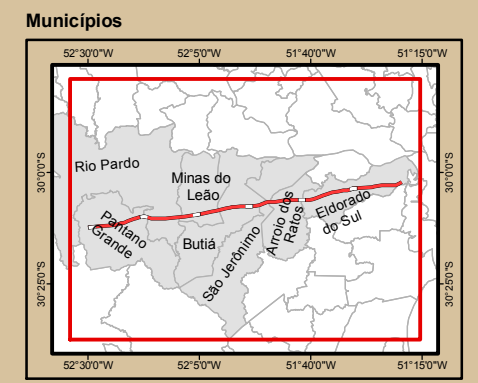 Municípios
52°30'0"W 52°5'0"W 51°40'0"W 51°15'0"W
30°0'0"S 30°0'0"S
Rio Pardo
Minas do
Leão
Pantano
Grande
Butiá
São Jerônimo
Arroio dos
Ratos
Eldorado
do Sul
30°25'0"S 30°25'0"S
52°30'0"W 52°5'0"W 51°40'0"W 51°15'0"W